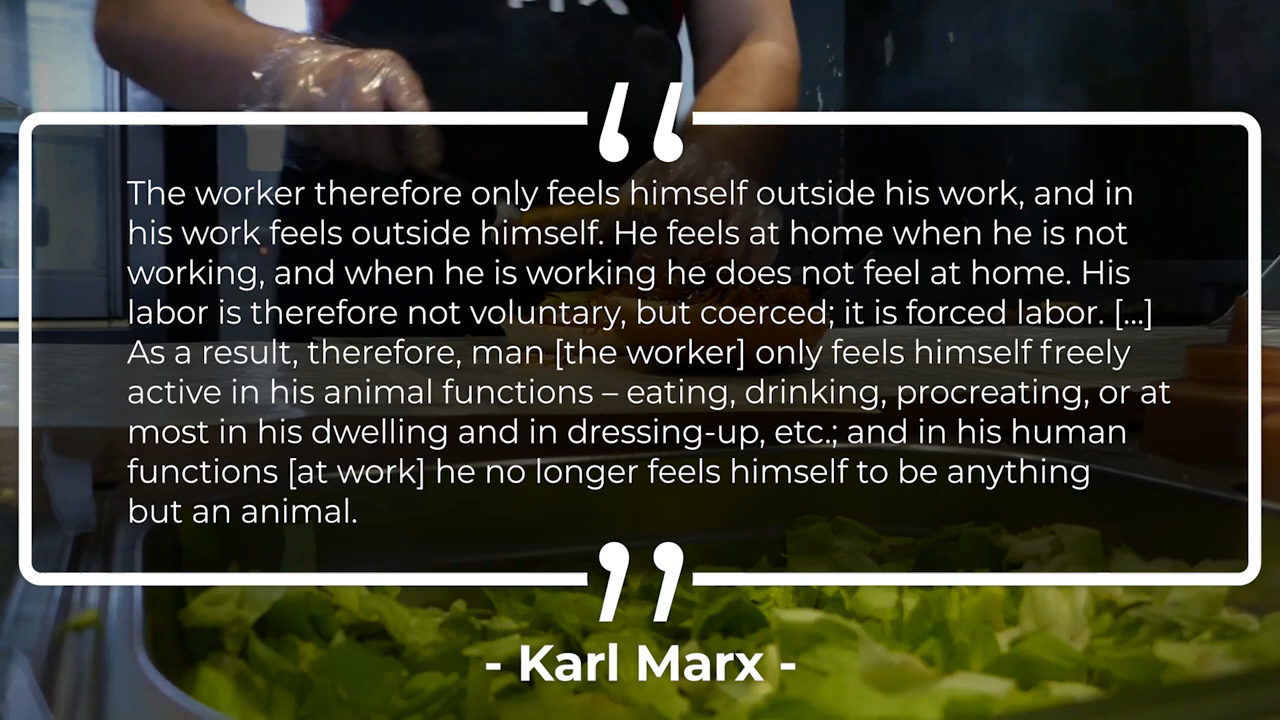 “
The worker therefore only feels himself outside his work, and in
his work feels outside himself. He feels at home when he is not
working, and when he is working he does not feel at home. His
labor is therefore not voluntary, but coerced; it is forced labor. [...]
As a result, therefore, man [the worker] only feels himself freely
active in his animal functions – eating, drinking, procreating, or at
most in his dwelling and in dressing-up, etc.; and in his human
functions [at work] he no longer feels himself to be anything
but an animal.
”
- Karl Marx -